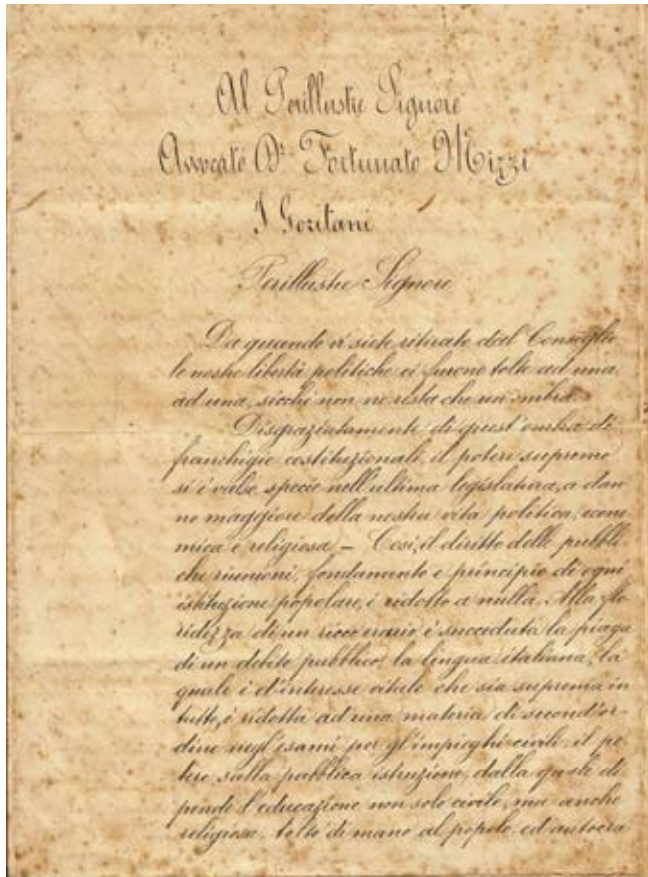 Al Perillustre Signore
Avvocato Dr Fortunato Mizzi
I Gozitani
Perillustre Signore
Da quando vi siete ritirato dal Consiglio
le nostre libertà politiche ci furono tolte ad una
ad una, sicchè non ne resta che un'ombra.
Disgraziatamente di quest'ombra di
franchigie costituzionali, il potere supremo
si è valso specie nell'ultima legislatura, a dan
no maggiore della nostra vita politica, econo
mica e religiosa – Così, il diritto delle pubbli
che riunioni, fondamento e principio di ogni
istituzione popolare, è ridotto a nulla. Alla flo
ridezza di un ricco erario è succeduta la piaga
di un debito pubblico: la lingua italiana, la
quale è d'interesse vitale che sia suprema in
tutto, è ridotta ad una materia di second'or-
dine negl'esami per gl'impieghi civili: il po
tere sulla pubblica istruzione, dalla quale di
pende l'educazione non solo civile, ma anche
religiosa, tolto di mano al popolo ed autocra